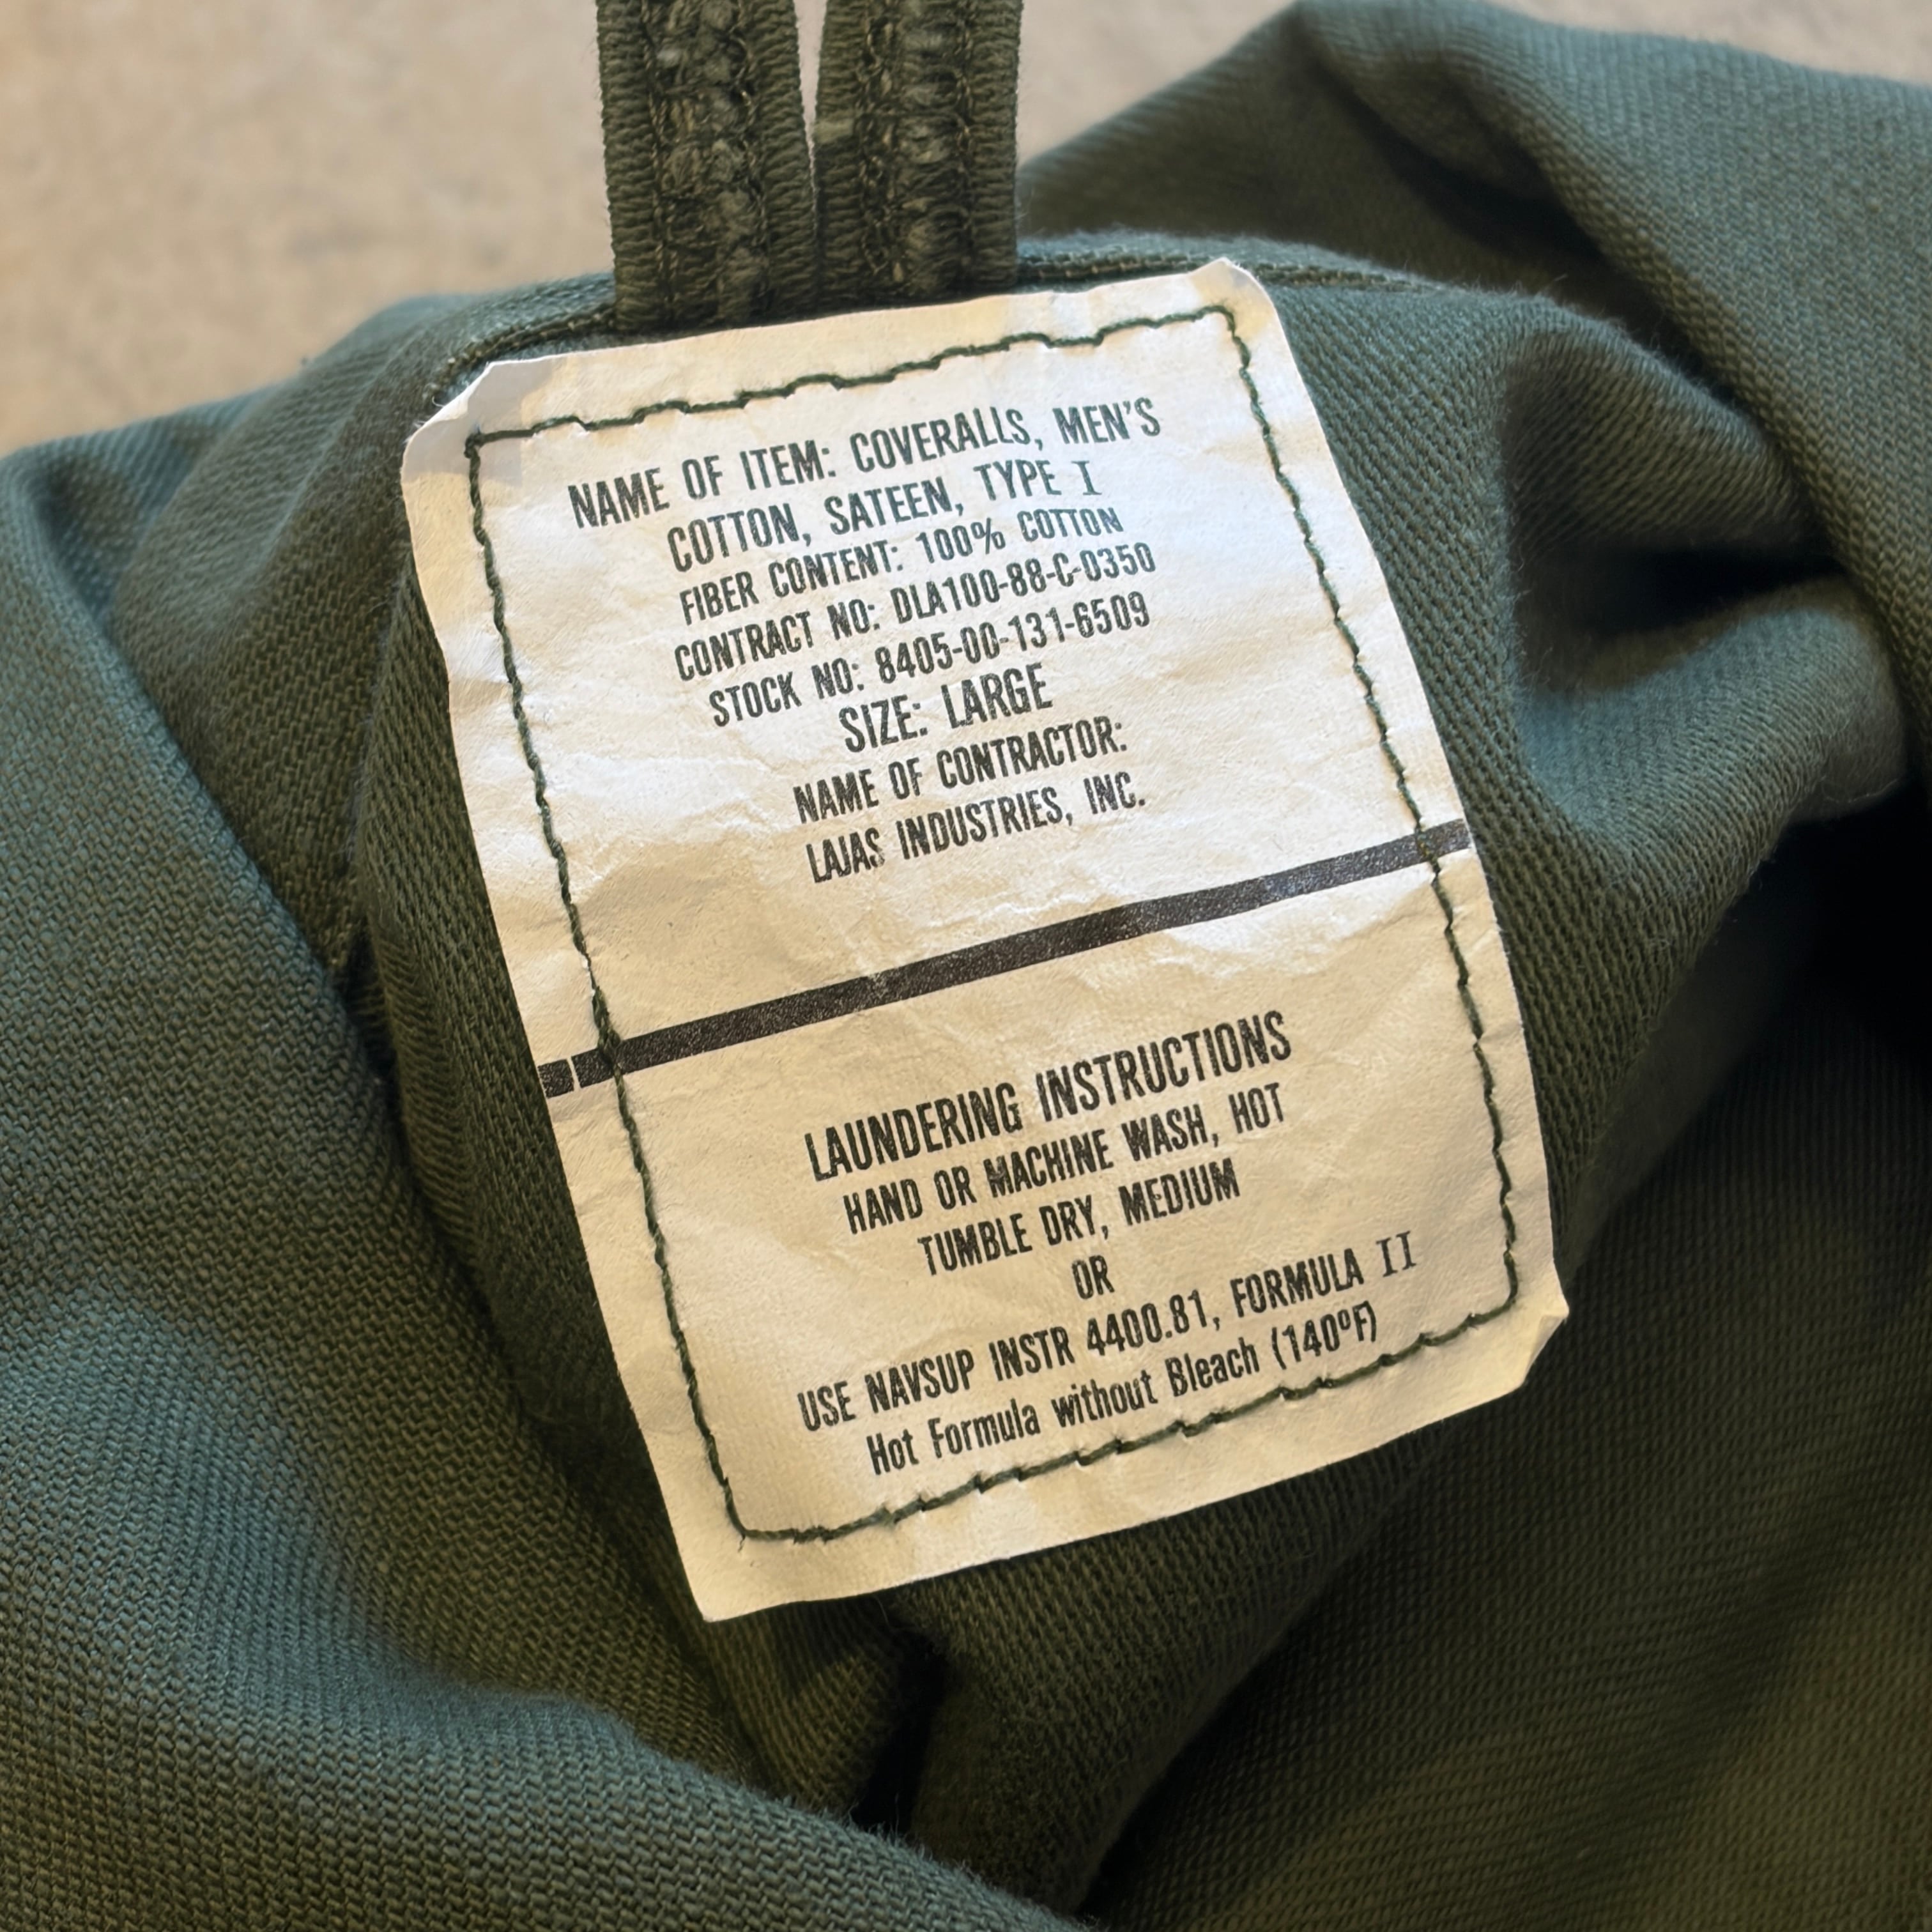 NAME OF ITEM: COVERALLS, MEN'S
COTTON, SATEEN, TYPE I
FIBER CONTENT: 100% COTTON
CONTRACT NO: DLA100-88-C-0350
STOCK NO: 8405-00-131-6509
SIZE: LARGE
NAME OF CONTRACTOR:
LAJAS INDUSTRIES, INC.
LAUNDERING INSTRUCTIONS
HAND OR MACHINE WASH, HOT
TUMBLE DRY, MEDIUM
OR
USE NAVSUP INSTR 4400.81, FORMULA II
Hot Formula without Bleach (140ºF)